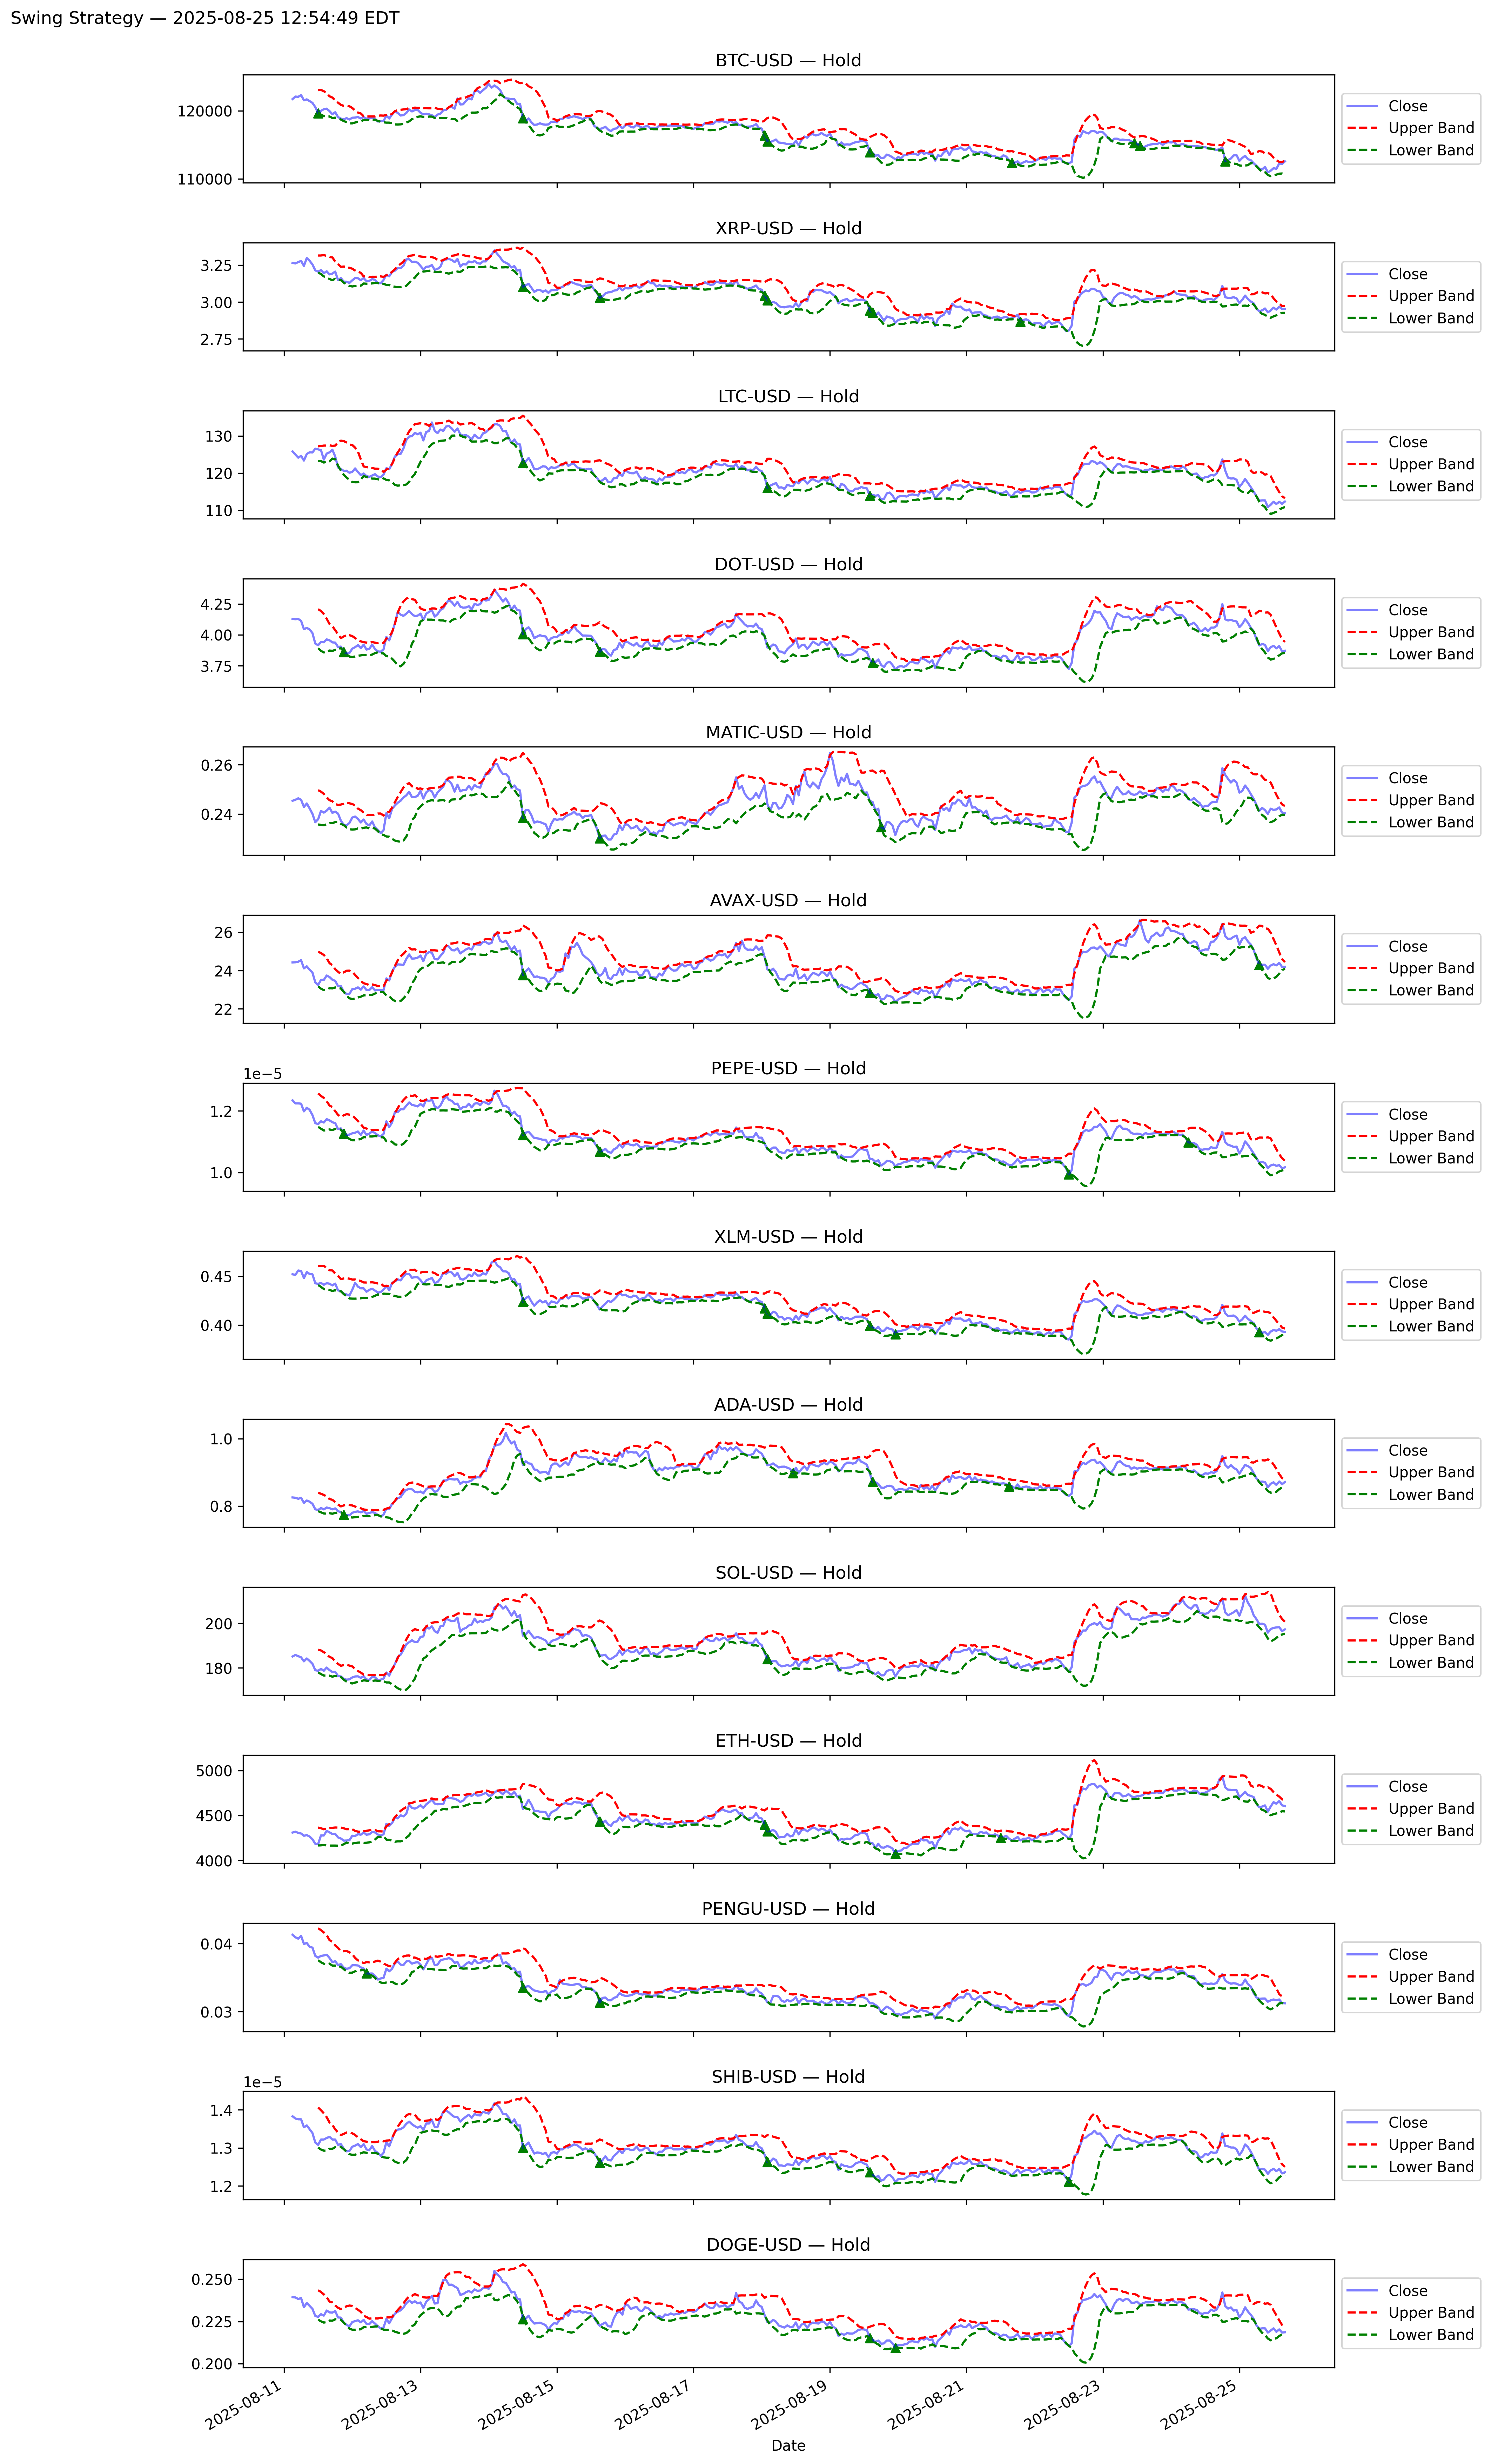 Swing Strategy — 2025-08-25 12:54:49 EDT
BTC-USD — Hold
120000
110000
Close
Upper Band
Lower Band
XRP-USD — Hold
3.25
3.00
2.75
Close
Upper Band
Lower Band
LTC-USD — Hold
130
120
110
Close
Upper Band
Lower Band
DOT-USD — Hold
4.25
4.00
3.75
Close
Upper Band
Lower Band
MATIC-USD — Hold
0.26
0.24
Close
Upper Band
Lower Band
AVAX-USD — Hold
26
24
22
Close
Upper Band
Lower Band
PEPE-USD — Hold
1e−5
1.2
1.0
Close
Upper Band
Lower Band
XLM-USD — Hold
0.45
0.40
Close
Upper Band
Lower Band
ADA-USD — Hold
1.0
0.8
Close
Upper Band
Lower Band
SOL-USD — Hold
200
180
Close
Upper Band
Lower Band
ETH-USD — Hold
5000
4500
4000
Close
Upper Band
Lower Band
PENGU-USD — Hold
0.04
0.03
Close
Upper Band
Lower Band
SHIB-USD — Hold
1e−5
1.4
1.3
1.2
Close
Upper Band
Lower Band
DOGE-USD — Hold
0.250
0.225
0.200
Close
Upper Band
Lower Band
2025-08-11
2025-08-13
2025-08-15
2025-08-17
2025-08-19
2025-08-21
2025-08-23
2025-08-25
Date